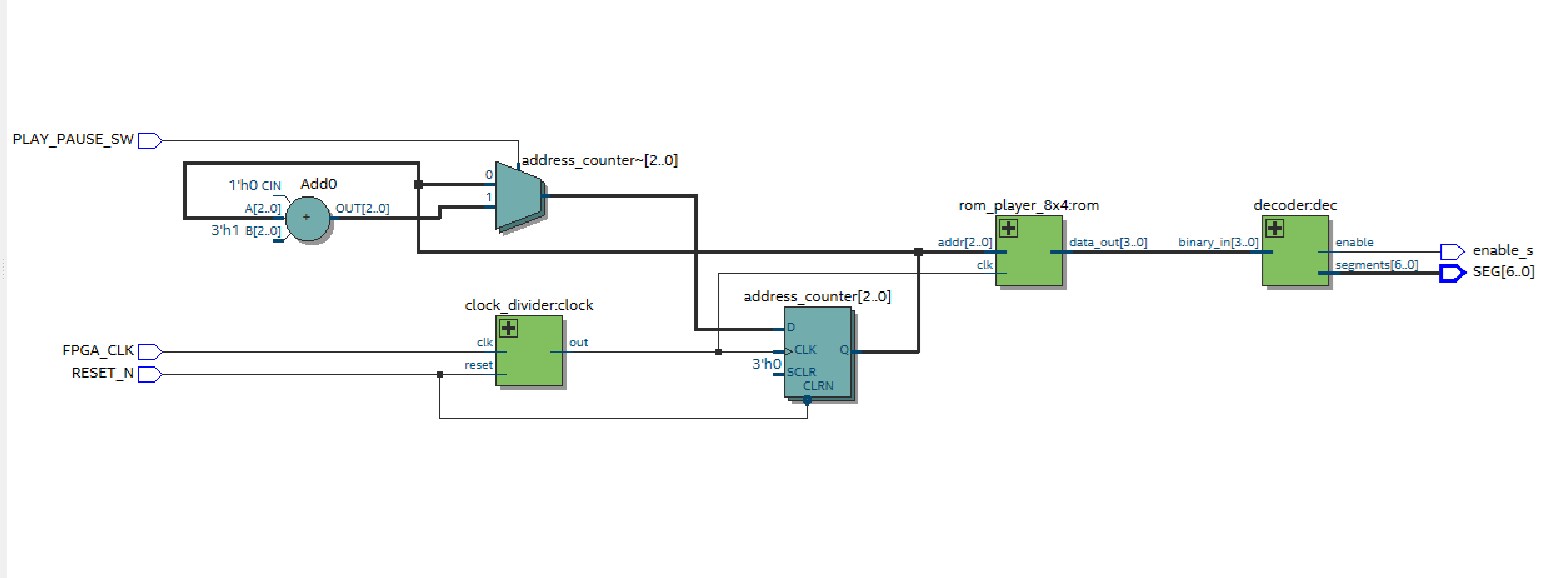 PLAY_PAUSE_SW
address_counter~[2..0]
0
1
1'h0 CIN
Add0
A[2..0]
+
OUT[2..0]
3'h1 B[2..0]
rom_player_8x4:rom
addr[2..0]
data_out[3..0]
clk
decoder:dec
binary_in[3..0]
enable
segments[6..0]
enable_s
SEG[6..0]
clock_divider:clock
clk
out
reset
FPGA_CLK
RESET_N
address_counter[2..0]
D
CLK
Q
3'h0
SCLR
CLRN